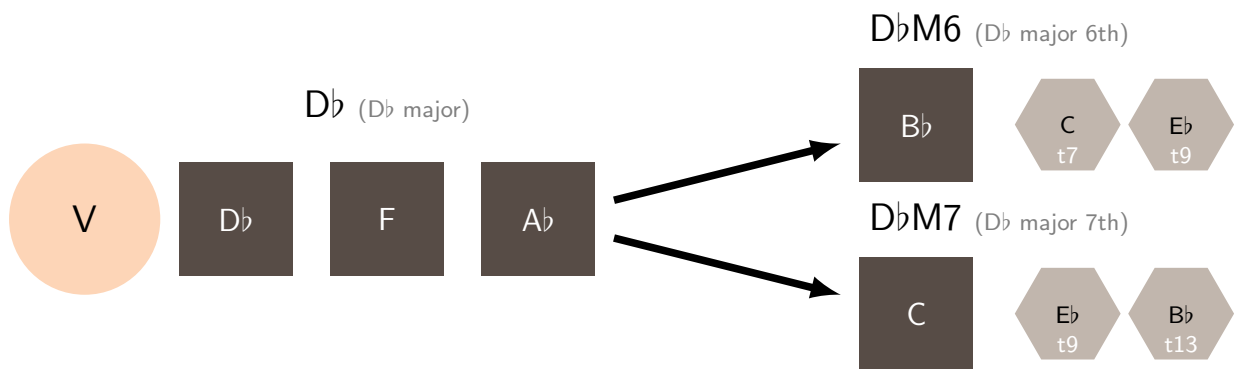 D♭M6 (D♭ major 6th)
D♭ (D♭ major)
B♭
C
t7
E♭
t9
V
D♭
F
A♭
D♭M7 (D♭ major 7th)
C
E♭
t9
B♭
t13